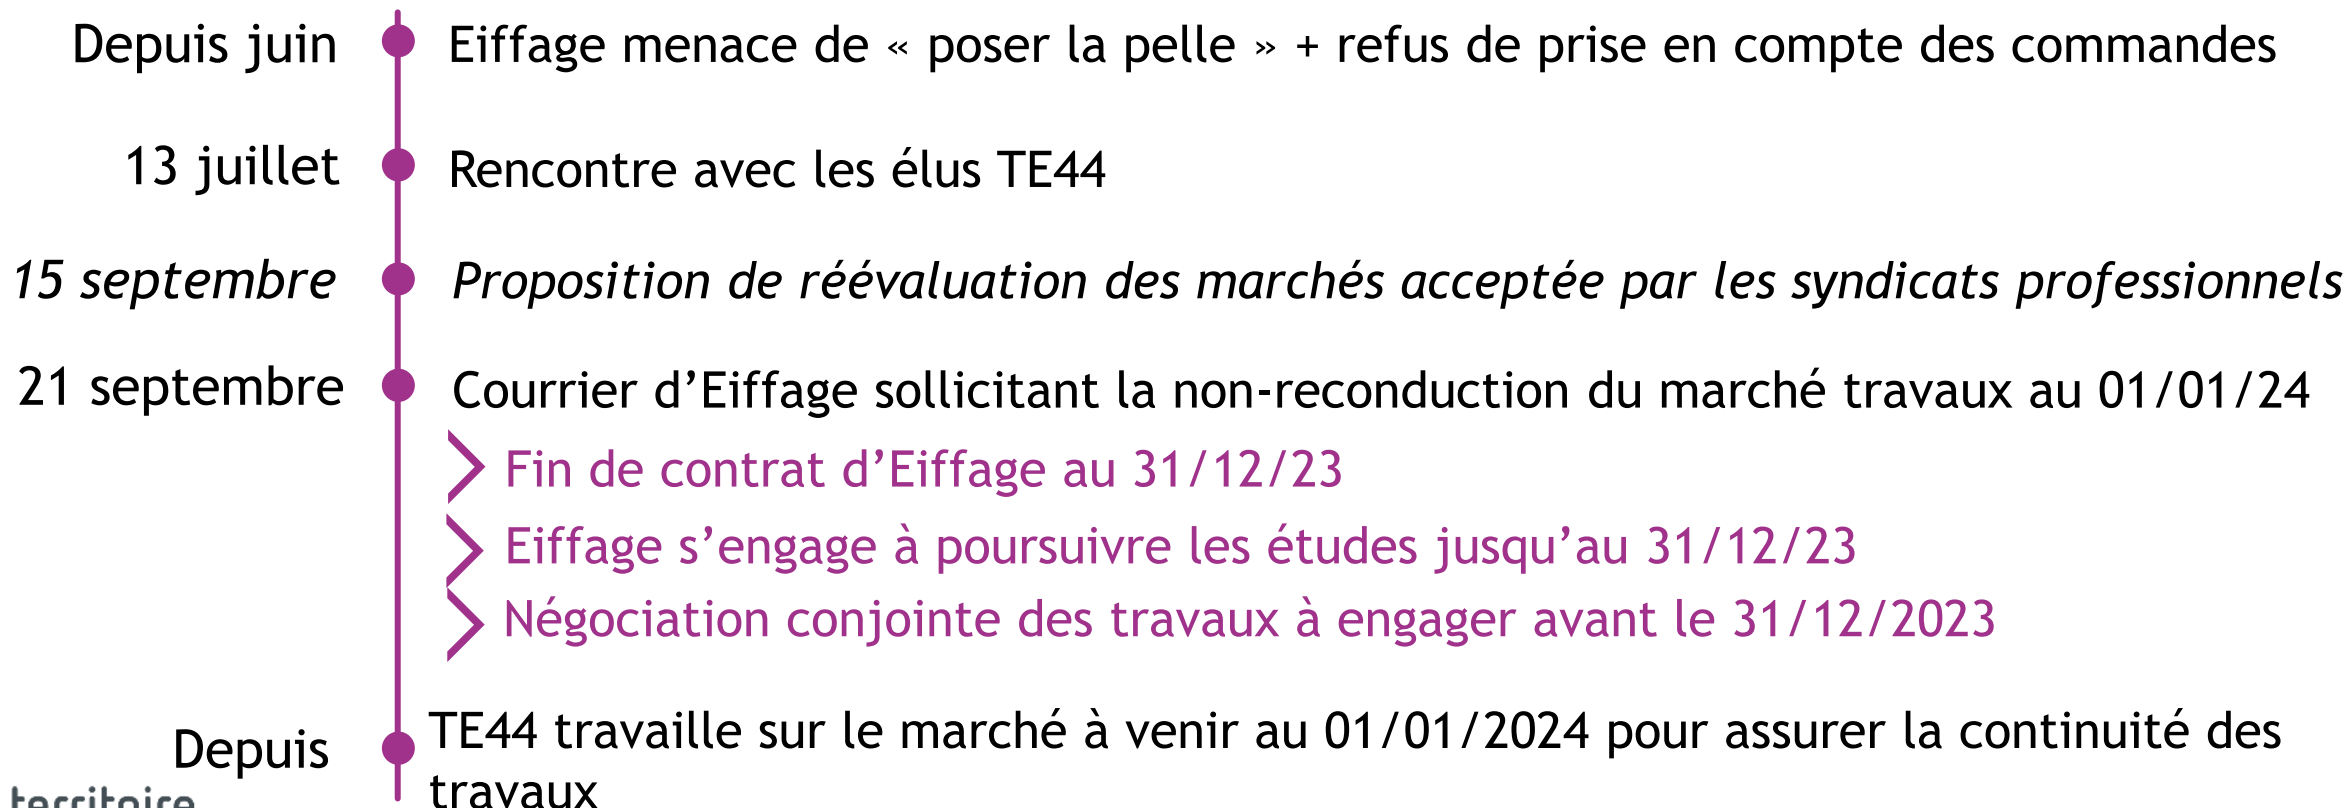 Depuis juin
Eiffage menace de « poser la pelle » + refus de prise en compte des commandes
13 juillet
Rencontre avec les élus TE44
15 septembre
Proposition de réévaluation des marchés acceptée par les syndicats professionnels
21 septembre
Courrier d’Eiffage sollicitant la non-reconduction du marché travaux au 01/01/24
Fin de contrat d’Eiffage au 31/12/23
Eiffage s’engage à poursuivre les études jusqu’au 31/12/23
Négociation conjointe des travaux à engager avant le 31/12/2023
Depuis
TE44 travaille sur le marché à venir au 01/01/2024 pour assurer la continuité des
travaux
territoire